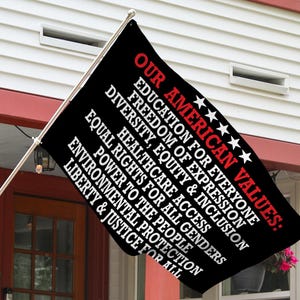 OUR AMERICAN VALUES:
EDUCATION FOR EVERYONE
FREEDOM OF EXPRESSION
DIVERSITY, EQUITY & INCLUSION
HEALTHCARE ACCESS
EQUAL RIGHTS FOR ALL GENDERS
POWER TO THE PEOPLE
ENVIRONMENTAL PROTECTION
LIBERTY & JUSTICE FOR ALL